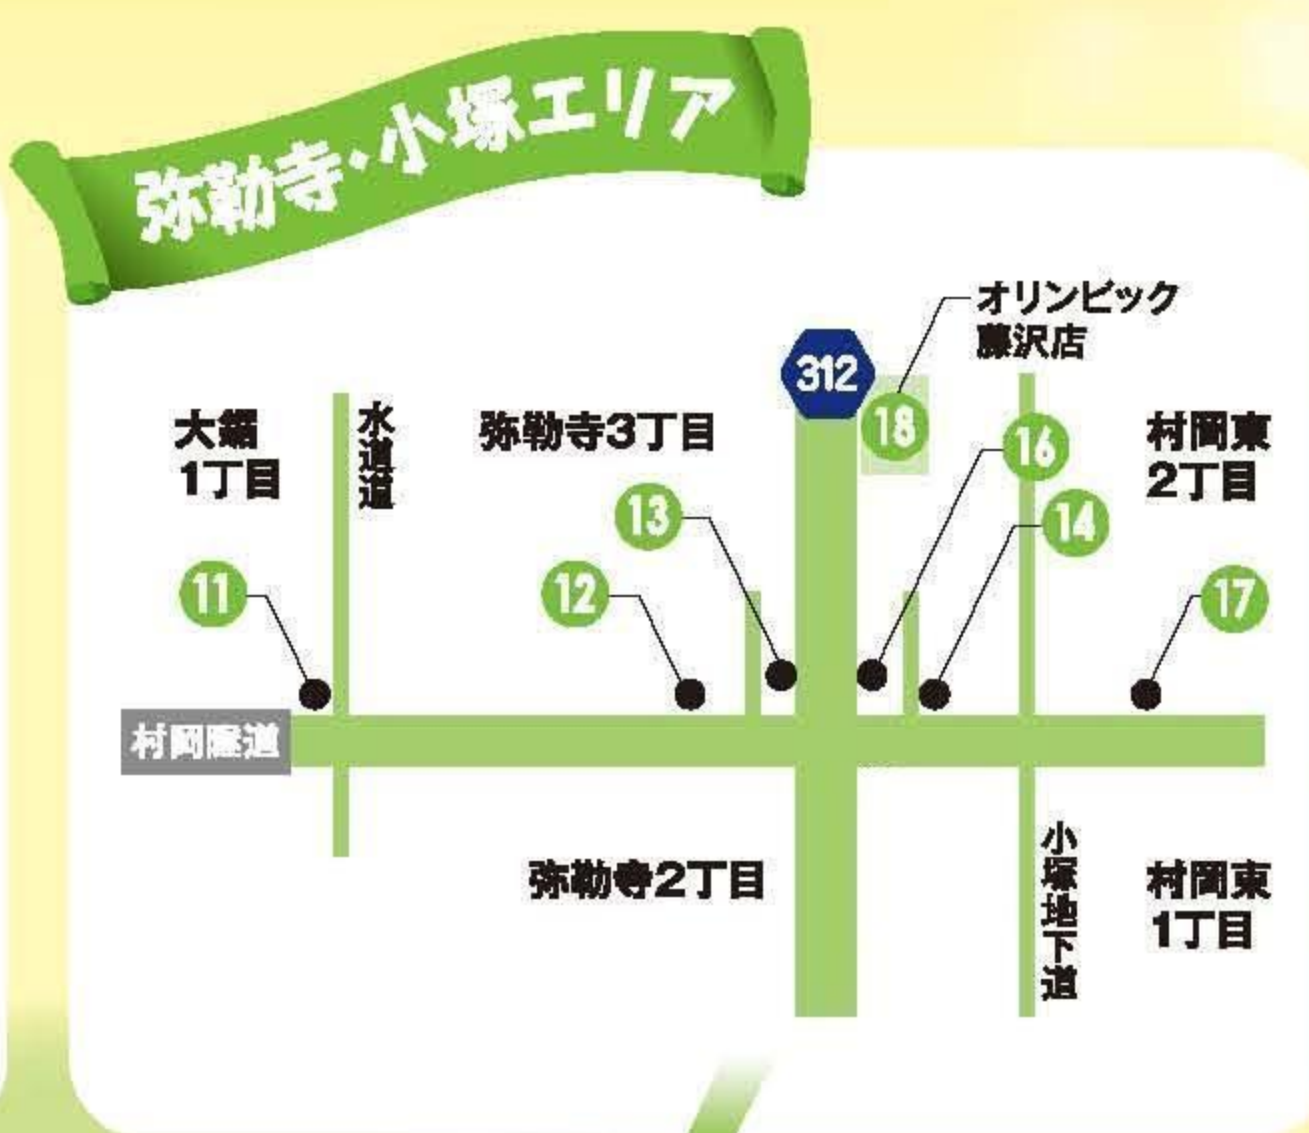 弥勒寺・小塚エリア
オリンピック
藤沢店
312
18
大鋸
1丁目
水道道
弥勒寺3丁目
16
村岡東
2丁目
13
14
11
12
17
村岡隧道
弥勒寺2丁目
小塚地下道
村岡東
1丁目